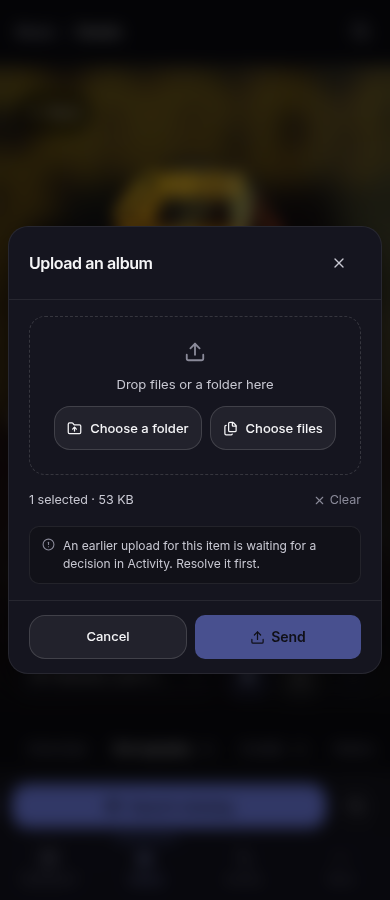 Upload an album
Drop files or a folder here
Choose a folder
Choose files
1 selected · 53 KB
Clear
An earlier upload for this item is waiting for a
decision in Activity. Resolve it first.
Cancel
Send